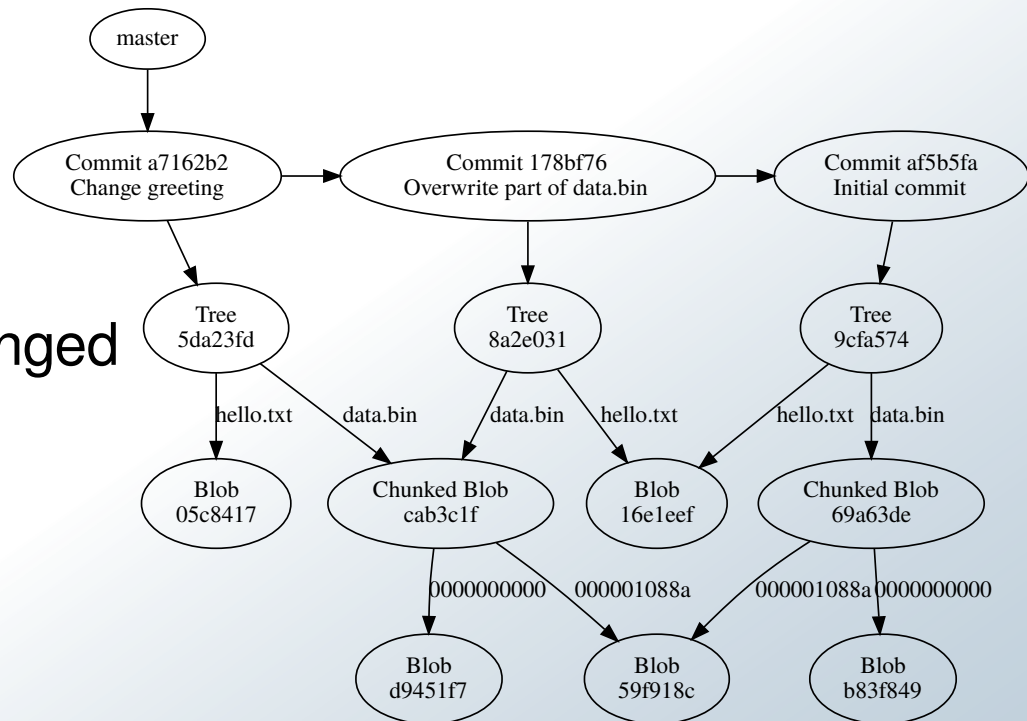 master
Commit a7162b2
Change greeting
Commit 178bf76
Overwrite part of data.bin
Commit af5b5fa
Initial commit
Tree
5da23fd
Tree
8a2e031
Tree
9cfa574
nged
hello.txt
data.bin
data.bin
hello.txt
hello.txt
data.bin
Blob
05c8417
Chunked Blob
cab3c1f
Blob
16e1eef
Chunked Blob
69a63de
0000000000
000001088a
000001088a
0000000000
Blob
d9451f7
Blob
59f918c
Blob
b83f849